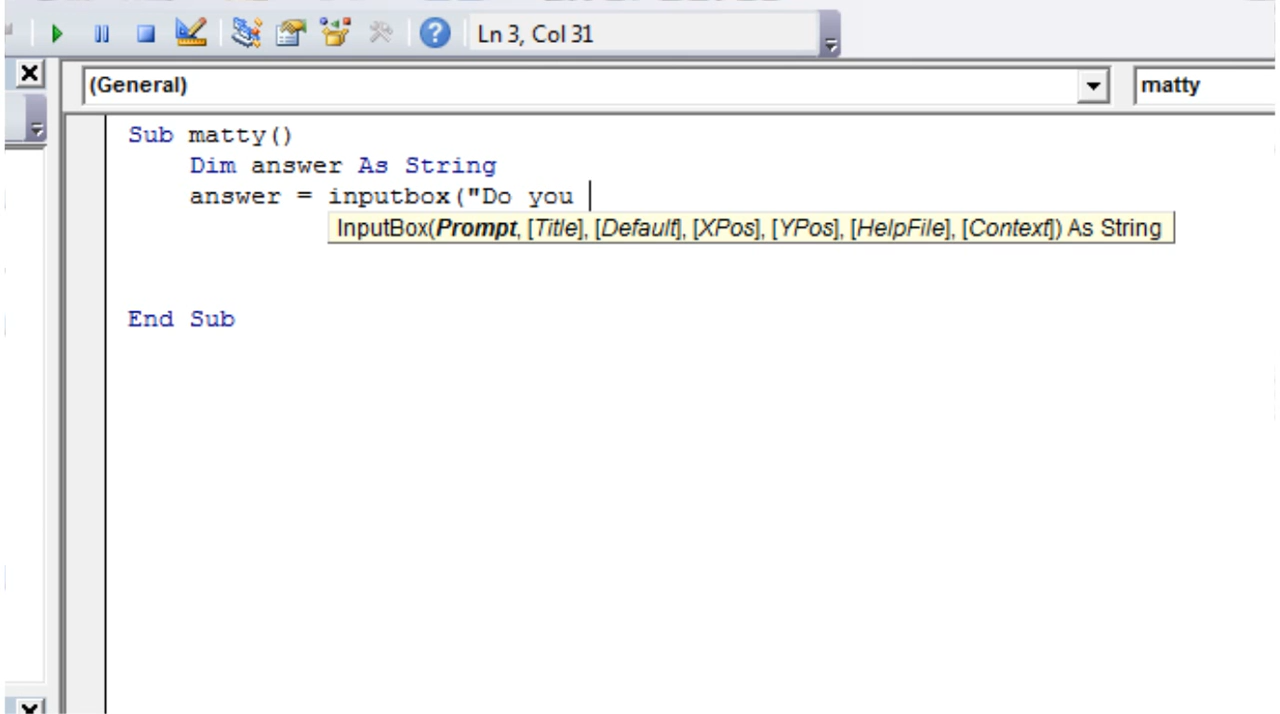 Ln 3, Col 31
(General)
matty
Sub matty()
Dim answer As String
answer = inputbox("Do you
InputBox(Prompt, [Title], [Default], [XPos], [YPos], [HelpFile], [Context]) As String
End Sub